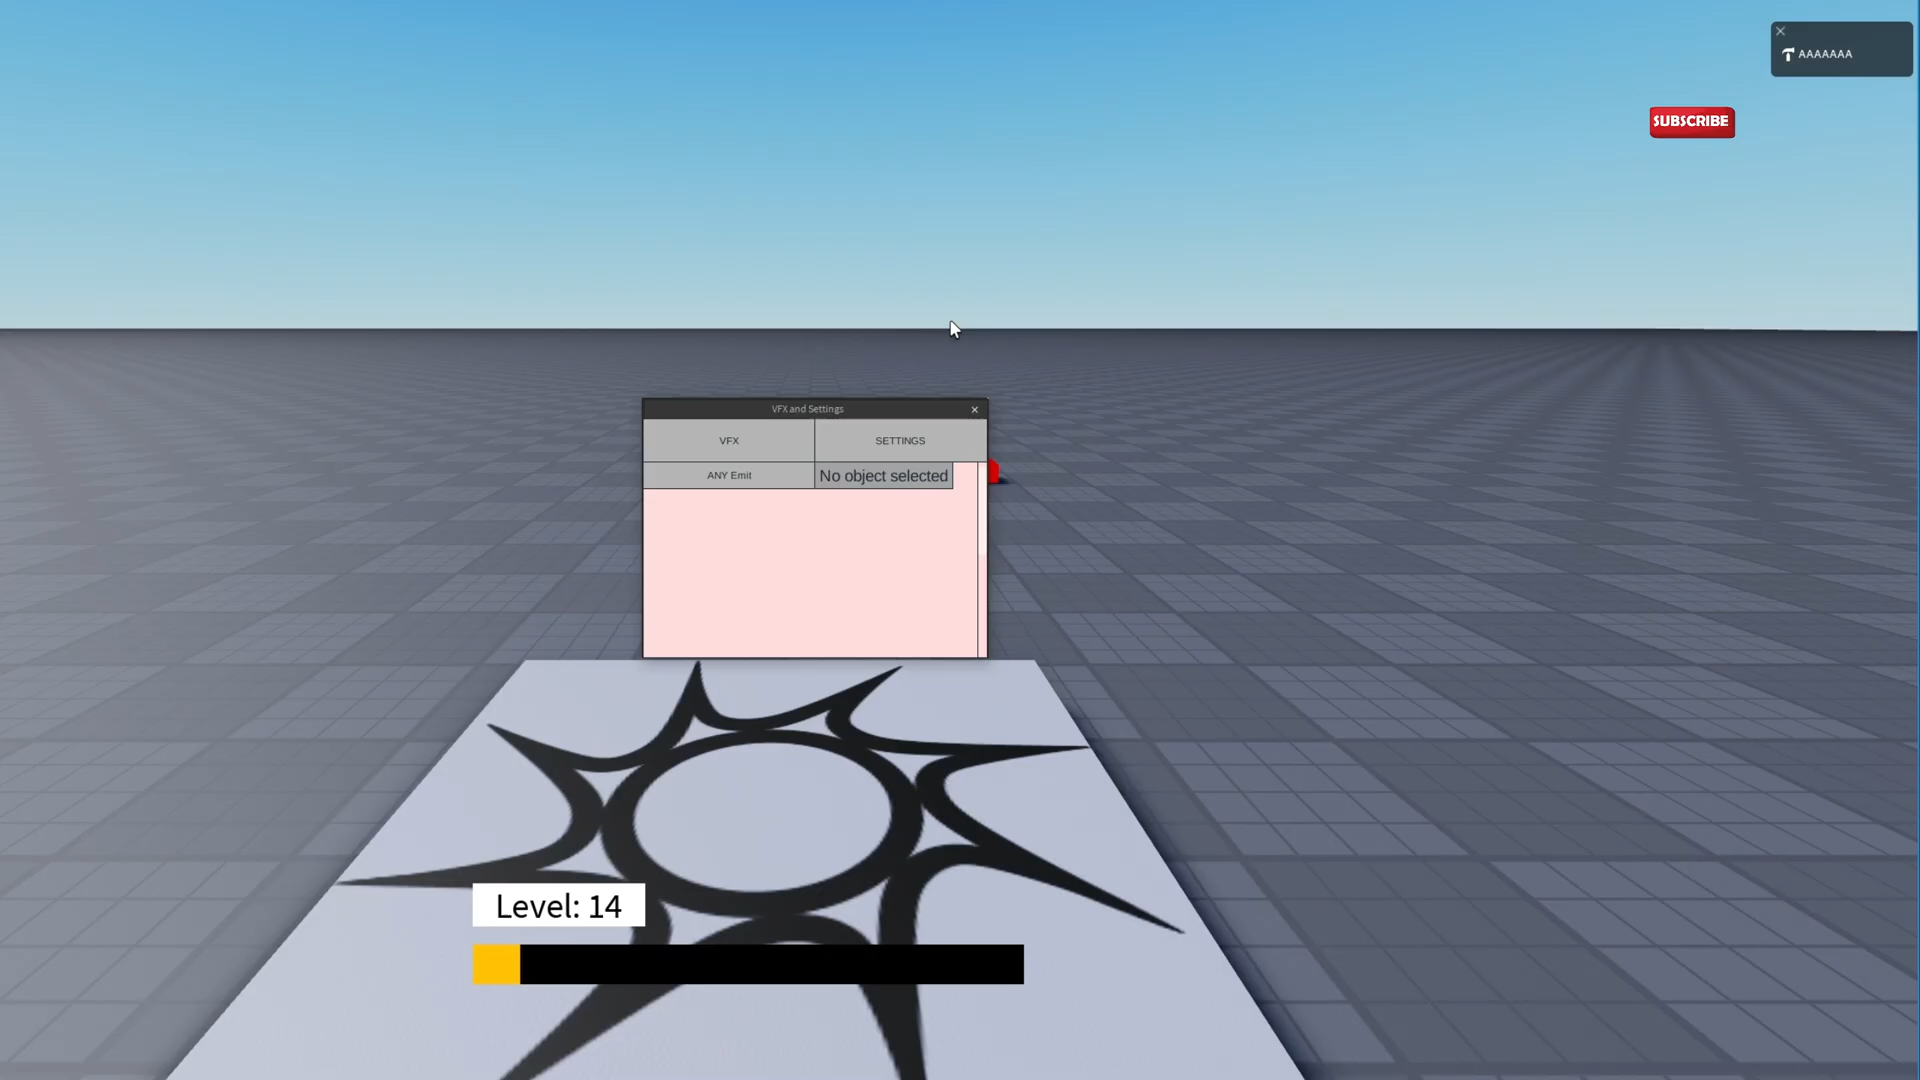 AAAAAAA
SUBSCRIBE
VFX and Settings
VFX
SETTINGS
ANY Emit
No object selected
Level: 14